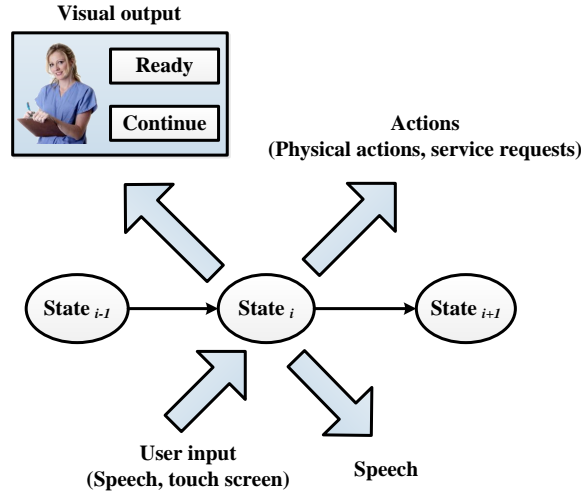 Visual output
Ready
Continue
Actions
(Physical actions, service requests)
State i-1
State i
State i+1
User input
(Speech, touch screen)
Speech